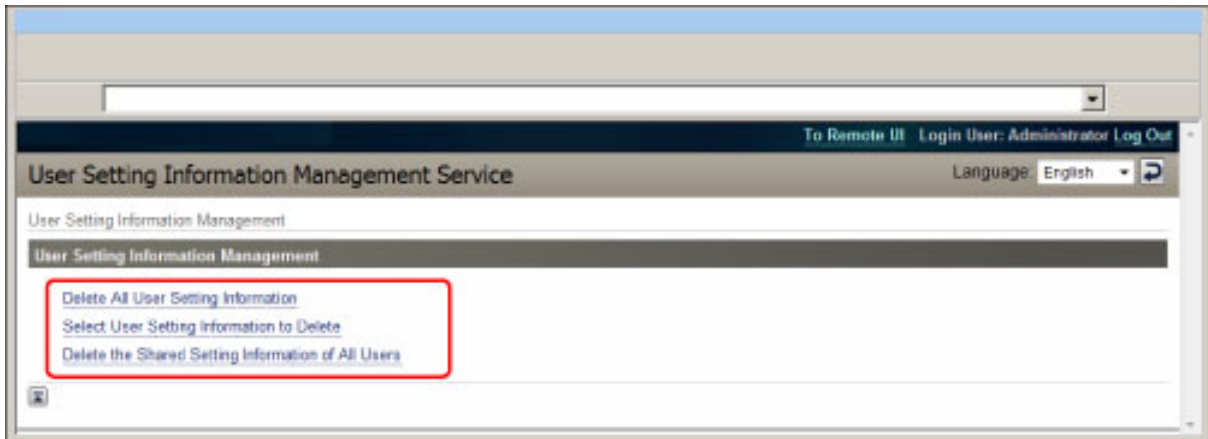 To Remote UI Login User: Administrator Log Out
User Setting Information Management Service
Language: English
User Setting Information Management
User Setting Information Management
Delete All User Setting Information
Select User Setting Information to Delete
Delete the Shared Setting Information of All Users